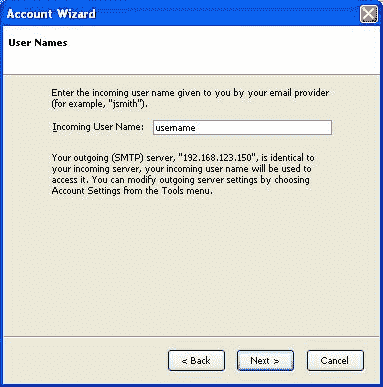 Account Wizard
User Names
Enter the incoming user name given to you by your email provider
(for example, "jsmith").
Incoming User Name: username
Your outgoing (SMTP) server, "192.168.123.150", is identical to
your incoming server, your incoming user name will be used to
access it. You can modify outgoing server settings by choosing
Account Settings from the Tools menu.
< Back Next > Cancel